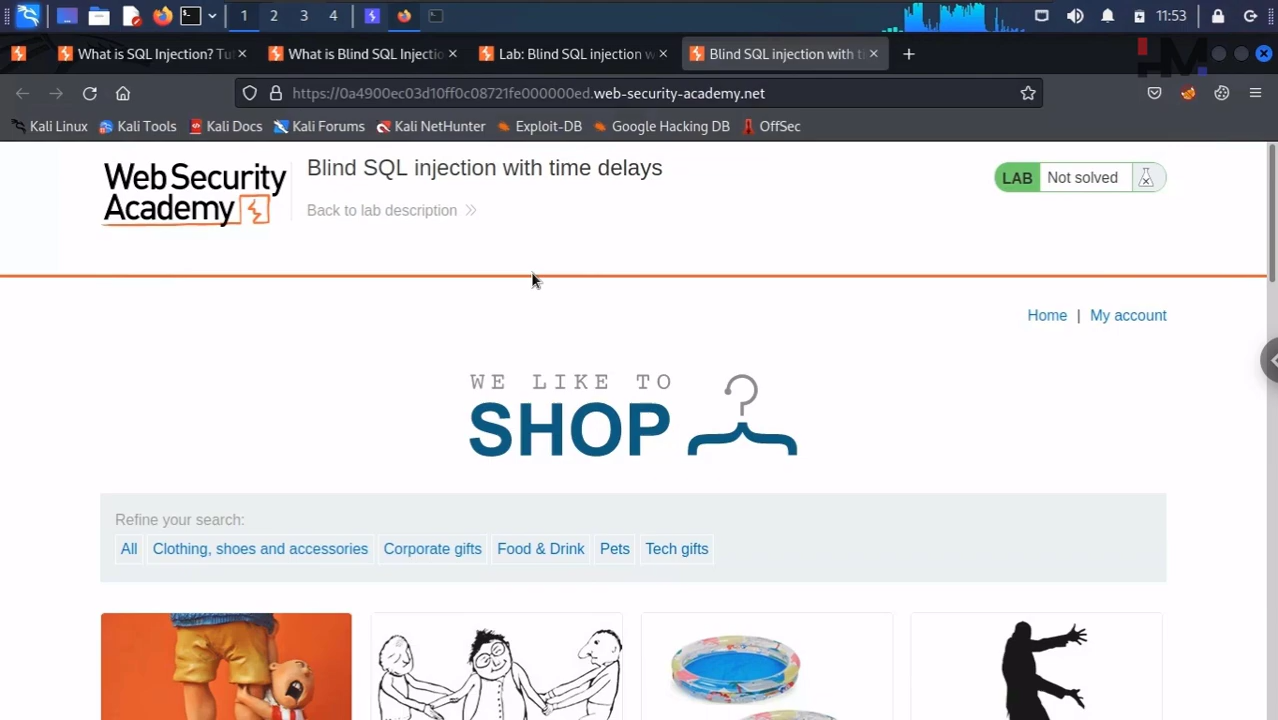 1 2 3 4 11:53
What is SQL Injection? Tu
What is Blind SQL Injectio
Lab: Blind SQL injection w
Blind SQL injection with t
HM
https://0a4900ec03d10ff0c08721fe000000ed.web-security-academy.net
Kali Linux Kali Tools Kali Docs Kali Forums Kali NetHunter Exploit-DB Google Hacking DB OffSec
Web Security
Academy
Blind SQL injection with time delays
Back to lab description
LAB Not solved
Home | My account
WE LIKE TO
SHOP
Refine your search:
All Clothing, shoes and accessories Corporate gifts Food & Drink Pets Tech gifts